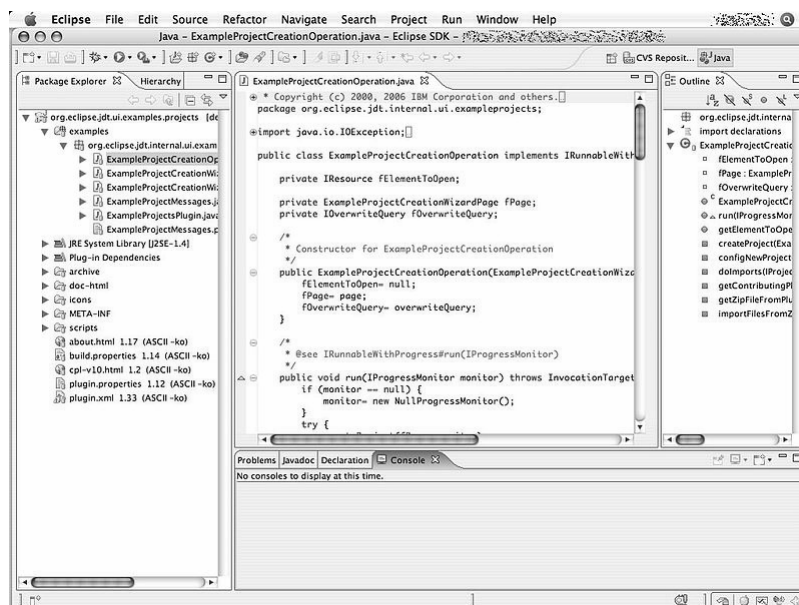 Eclipse File Edit Source Refactor Navigate Search Project Run Window Help
Java - ExampleProjectCreationOperation.java - Eclipse SDK -
CVS Reposit... Java
Package Explorer Hierarchy
org.eclipse.jdt.ui.examples.projects [de
examples
org.eclipse.jdt.internal.ui.exam
ExampleProjectCreationOp
ExampleProjectCreationWiz
ExampleProjectCreationWiz
ExampleProjectMessages.j
ExampleProjectsPlugin.java
ExampleProjectMessages.p
JRE System Library [J2SE-1.4]
Plug-in Dependencies
archive
doc-html
icons
META-INF
scripts
about.html 1.17 (ASCII -ko)
build.properties 1.14 (ASCII -ko)
cpl-v10.html 1.2 (ASCII -ko)
plugin.properties 1.12 (ASCII -ko)
plugin.xml 1.33 (ASCII -ko)
ExampleProjectCreationOperation.java
* Copyright (c) 2000, 2006 IBM Corporation and others.
package org.eclipse.jdt.internal.ui.exampleprojects;
import java.io.IOException;
public class ExampleProjectCreationOperation implements IRunnableWith
private IResource fElementToOpen;
private ExampleProjectCreationWizardPage fPage;
private IOverwriteQuery fOverwriteQuery;
/*
* Constructor for ExampleProjectCreationOperation
*/
public ExampleProjectCreationOperation(ExampleProjectCreationWiza
fElementToOpen= null;
fPage= page;
fOverwriteQuery= overwriteQuery;
}
/*
* @see IRunnableWithProgress#run(IProgressMonitor)
*/
public void run(IProgressMonitor monitor) throws InvocationTarget
if (monitor == null) {
monitor= new NullProgressMonitor();
}
try {
Outline
org.eclipse.jdt.interna
import declarations
ExampleProjectCreatio
fElementToOpen :
fPage : ExampleP
fOverwriteQuery :
ExampleProjectCr
run(IProgressMor
getElementToOpe
createProject(Exa
configNewProject
doImports(IProjec
getContributingPl
getZipFileFromPlu
importFilesFromZ
Problems Javadoc Declaration Console
No consoles to display at this time.